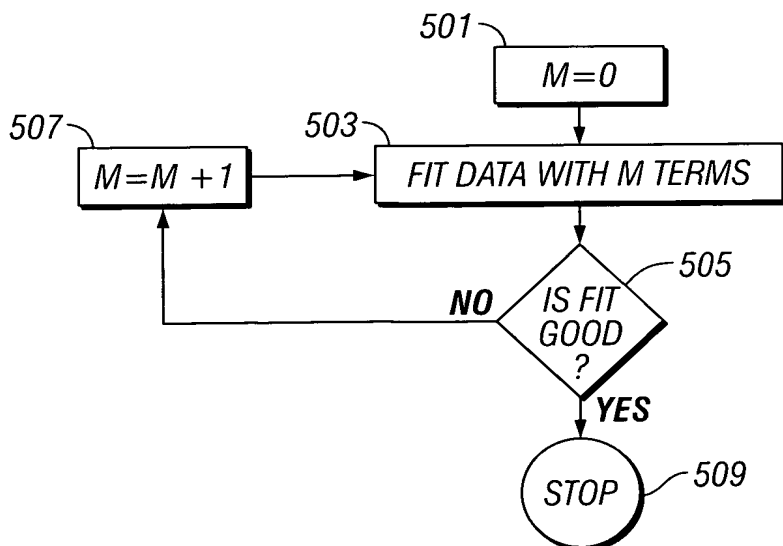 501
M=0
507
503
M=M +1
FIT DATA WITH M TERMS
505
NO
IS FIT
GOOD
?
YES
STOP
509